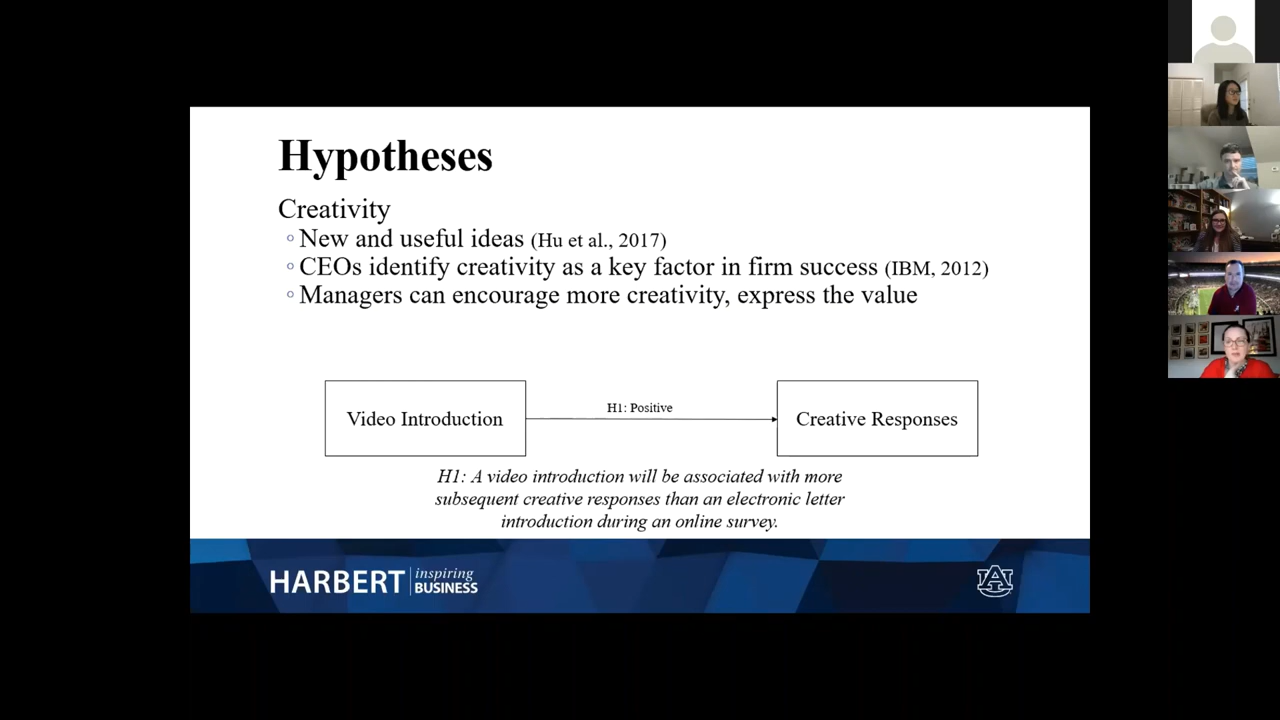 Hypotheses
Creativity
◦ New and useful ideas (Hu et al., 2017)
◦ CEOs identify creativity as a key factor in firm success (IBM, 2012)
◦ Managers can encourage more creativity, express the value
Video Introduction
H1: Positive
Creative Responses
H1: A video introduction will be associated with more
subsequent creative responses than an electronic letter
introduction during an online survey.
HARBERT
inspiring
BUSINESS
AU